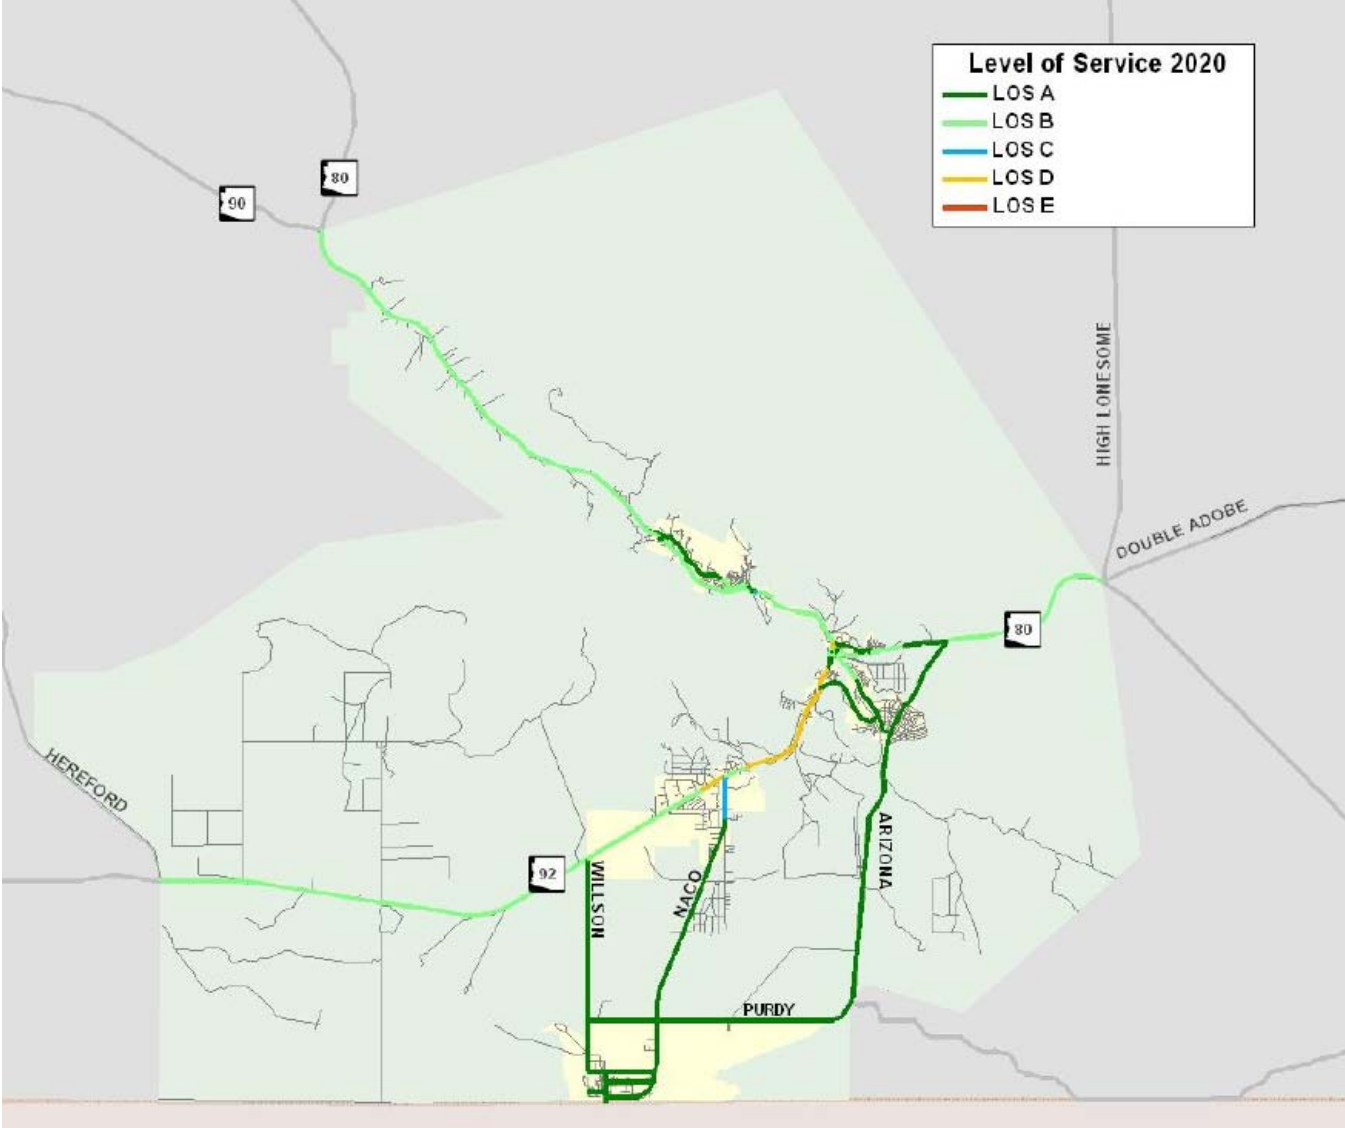 Level of Service 2020
LOS A
LOS B
LOS C
LOS D
LOS E
80
90
HIGH LONESOME
DOUBLE ADOBE
80
HEREFORD
92
WILLSON
NACO
ARIZONA
PURDY